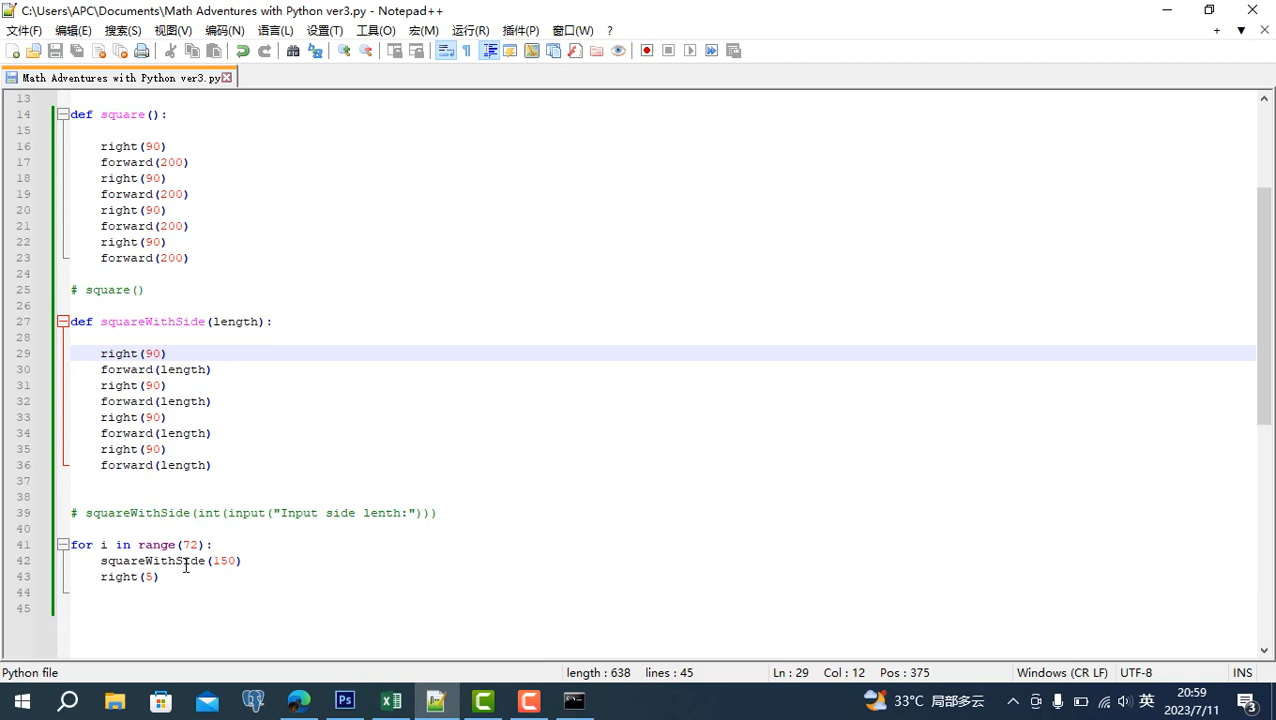 C:\Users\APC\Documents\Math Adventures with Python ver3.py - Notepad++
文件(F) 编辑(E) 搜索(S) 视图(V) 编码(N) 语言(L) 设置(T) 工具(O) 宏(M) 运行(R) 插件(P) 窗口(W) ?
Math Adventures with Python ver3.py
13
14 def square():
15
16 right(90)
17 forward(200)
18 right(90)
19 forward(200)
20 right(90)
21 forward(200)
22 right(90)
23 forward(200)
24
25 # square()
26
27 def squareWithSide(length):
28
29 right(90)
30 forward(length)
31 right(90)
32 forward(length)
33 right(90)
34 forward(length)
35 right(90)
36 forward(length)
37
38
39 # squareWithSide(int(input("Input side lenth:")))
40
41 for i in range(72):
42 squareWithSide(150)
43 right(5)
44
45
Python file length : 638 lines : 45 Ln : 29 Col : 12 Pos : 375 Windows (CR LF) UTF-8 INS
33°C 局部多云 英 20:59
2023/7/11 3